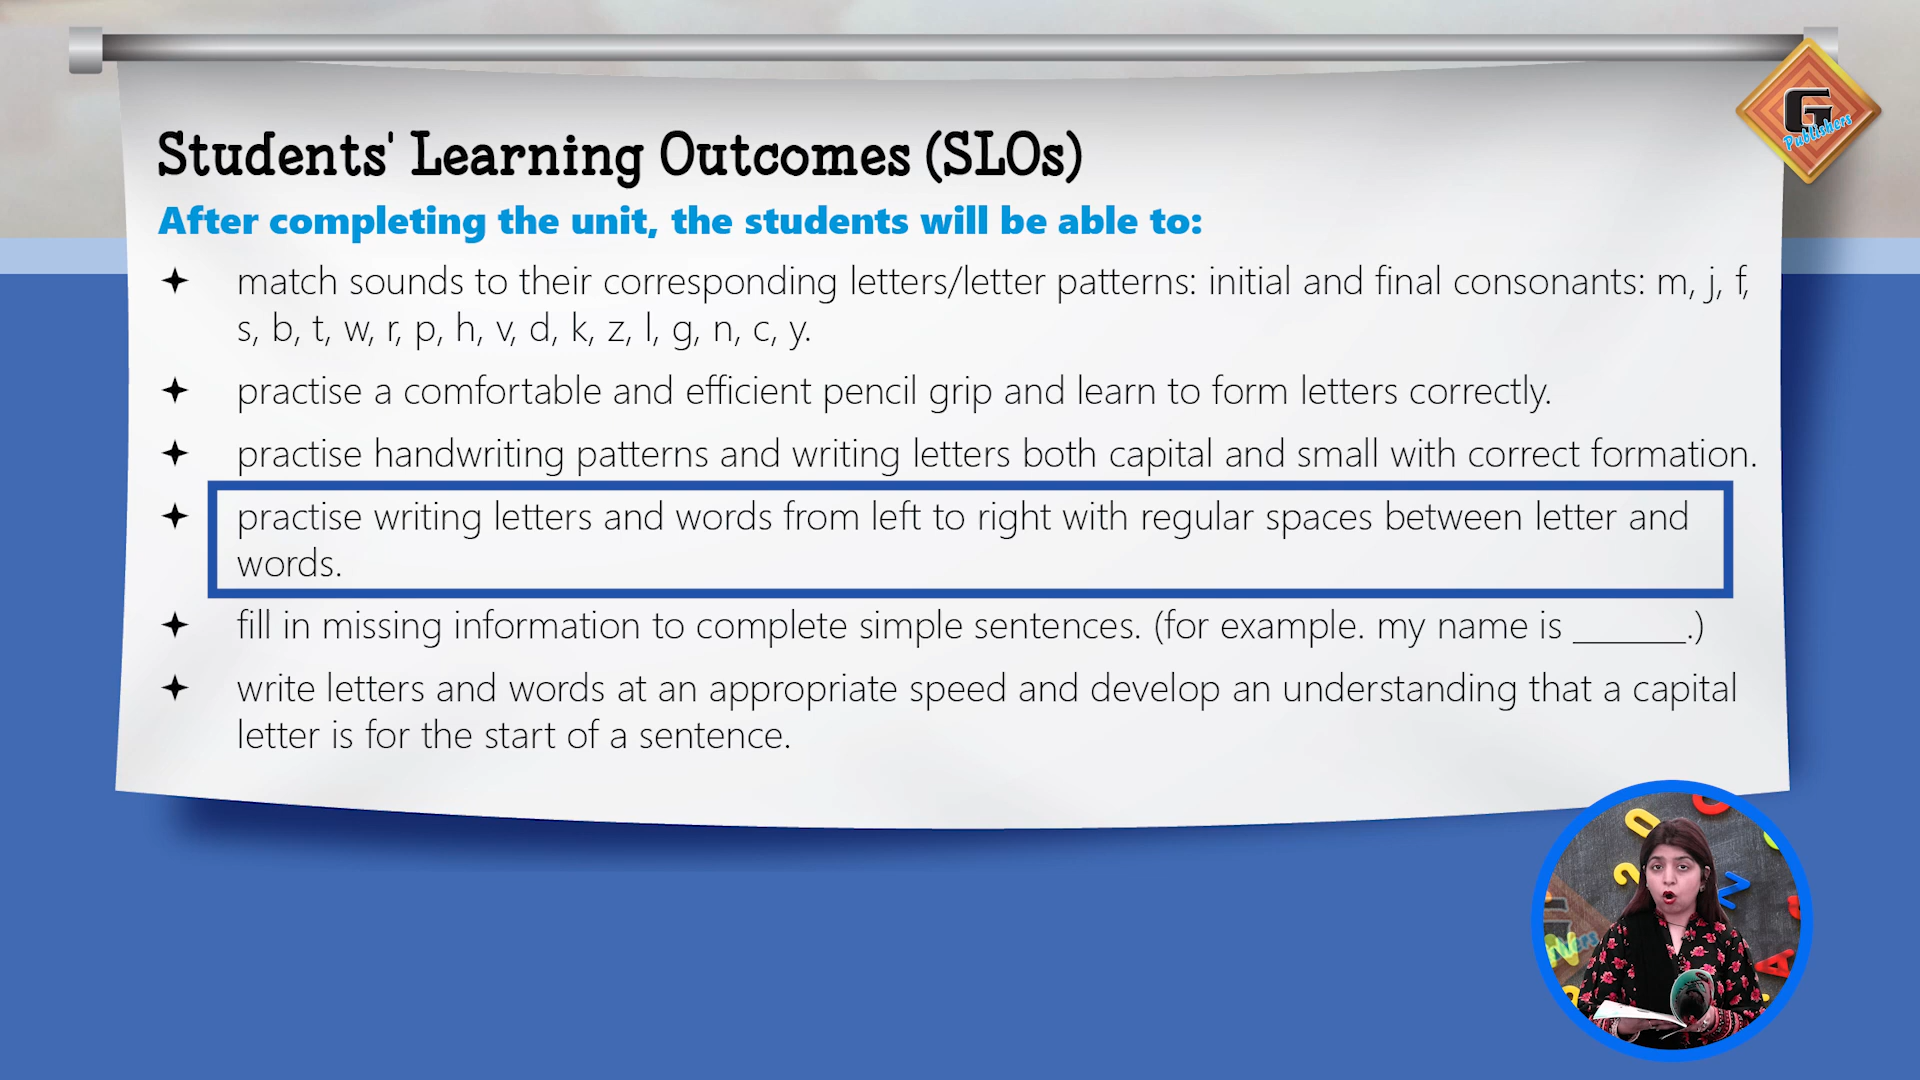 Students' Learning Outcomes (SLOs)
After completing the unit, the students will be able to:
match sounds to their corresponding letters/letter patterns: initial and final consonants: m, j, f,
s, b, t, w, r, p, h, v, d, k, z, l, g, n, c, y.
practise a comfortable and efficient pencil grip and learn to form letters correctly.
practise handwriting patterns and writing letters both capital and small with correct formation.
practise writing letters and words from left to right with regular spaces between letter and
words.
fill in missing information to complete simple sentences. (for example. my name is ______.)
write letters and words at an appropriate speed and develop an understanding that a capital
letter is for the start of a sentence.
G
Publishers